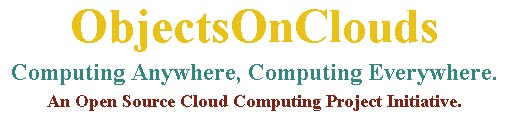 ObjectsOnClouds
Computing Anywhere, Computing Everywhere.
An Open Source Cloud Computing Project Initiative.